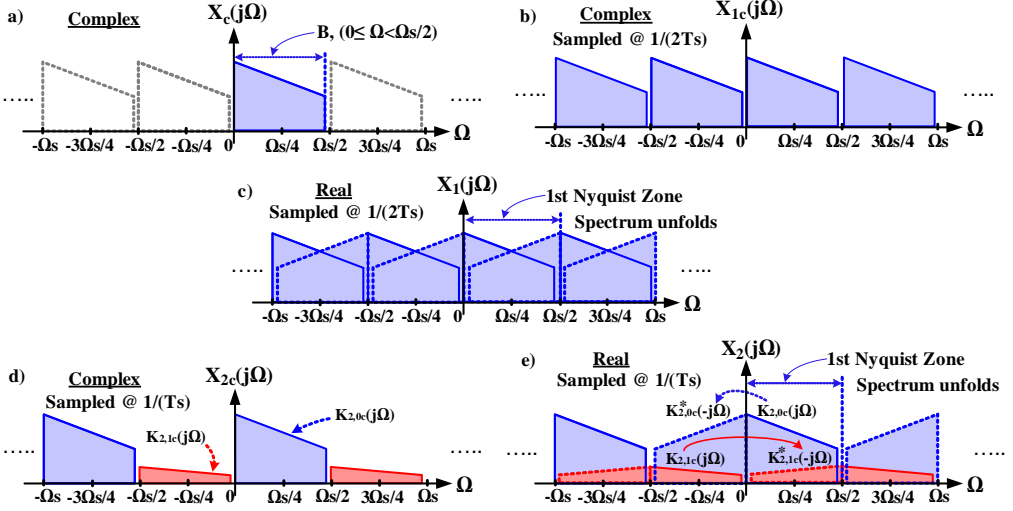 a)
Complex
Xc(jΩ)
B, (0≤ Ω<Ωs/2)
.....
.....
-Ωs
-3Ωs/4
-Ωs/2
-Ωs/4
0
Ωs/4
Ωs/2
3Ωs/4
Ωs
Ω
b)
Complex
Sampled @ 1/(2Ts)
X1c(jΩ)
.....
.....
-Ωs
-3Ωs/4
-Ωs/2
-Ωs/4
0
Ωs/4
Ωs/2
3Ωs/4
Ωs
Ω
c)
Real
Sampled @ 1/(2Ts)
X1(jΩ)
1st Nyquist Zone
Spectrum unfolds
.....
.....
-Ωs
-3Ωs/4
-Ωs/2
-Ωs/4
0
Ωs/4
Ωs/2
3Ωs/4
Ωs
Ω
d)
Complex
Sampled @ 1/(Ts)
X2c(jΩ)
K2,0c(jΩ)
K2,1c(jΩ)
.....
.....
-Ωs
-3Ωs/4
-Ωs/2
-Ωs/4
0
Ωs/4
Ωs/2
3Ωs/4
Ωs
Ω
e)
Real
Sampled @ 1/(Ts)
X2(jΩ)
1st Nyquist Zone
Spectrum unfolds
K*2,0c(-jΩ)
K2,0c(jΩ)
K2,1c(jΩ)
K*2,1c(-jΩ)
.....
.....
-Ωs
-3Ωs/4
-Ωs/2
-Ωs/4
0
Ωs/4
Ωs/2
3Ωs/4
Ωs
Ω